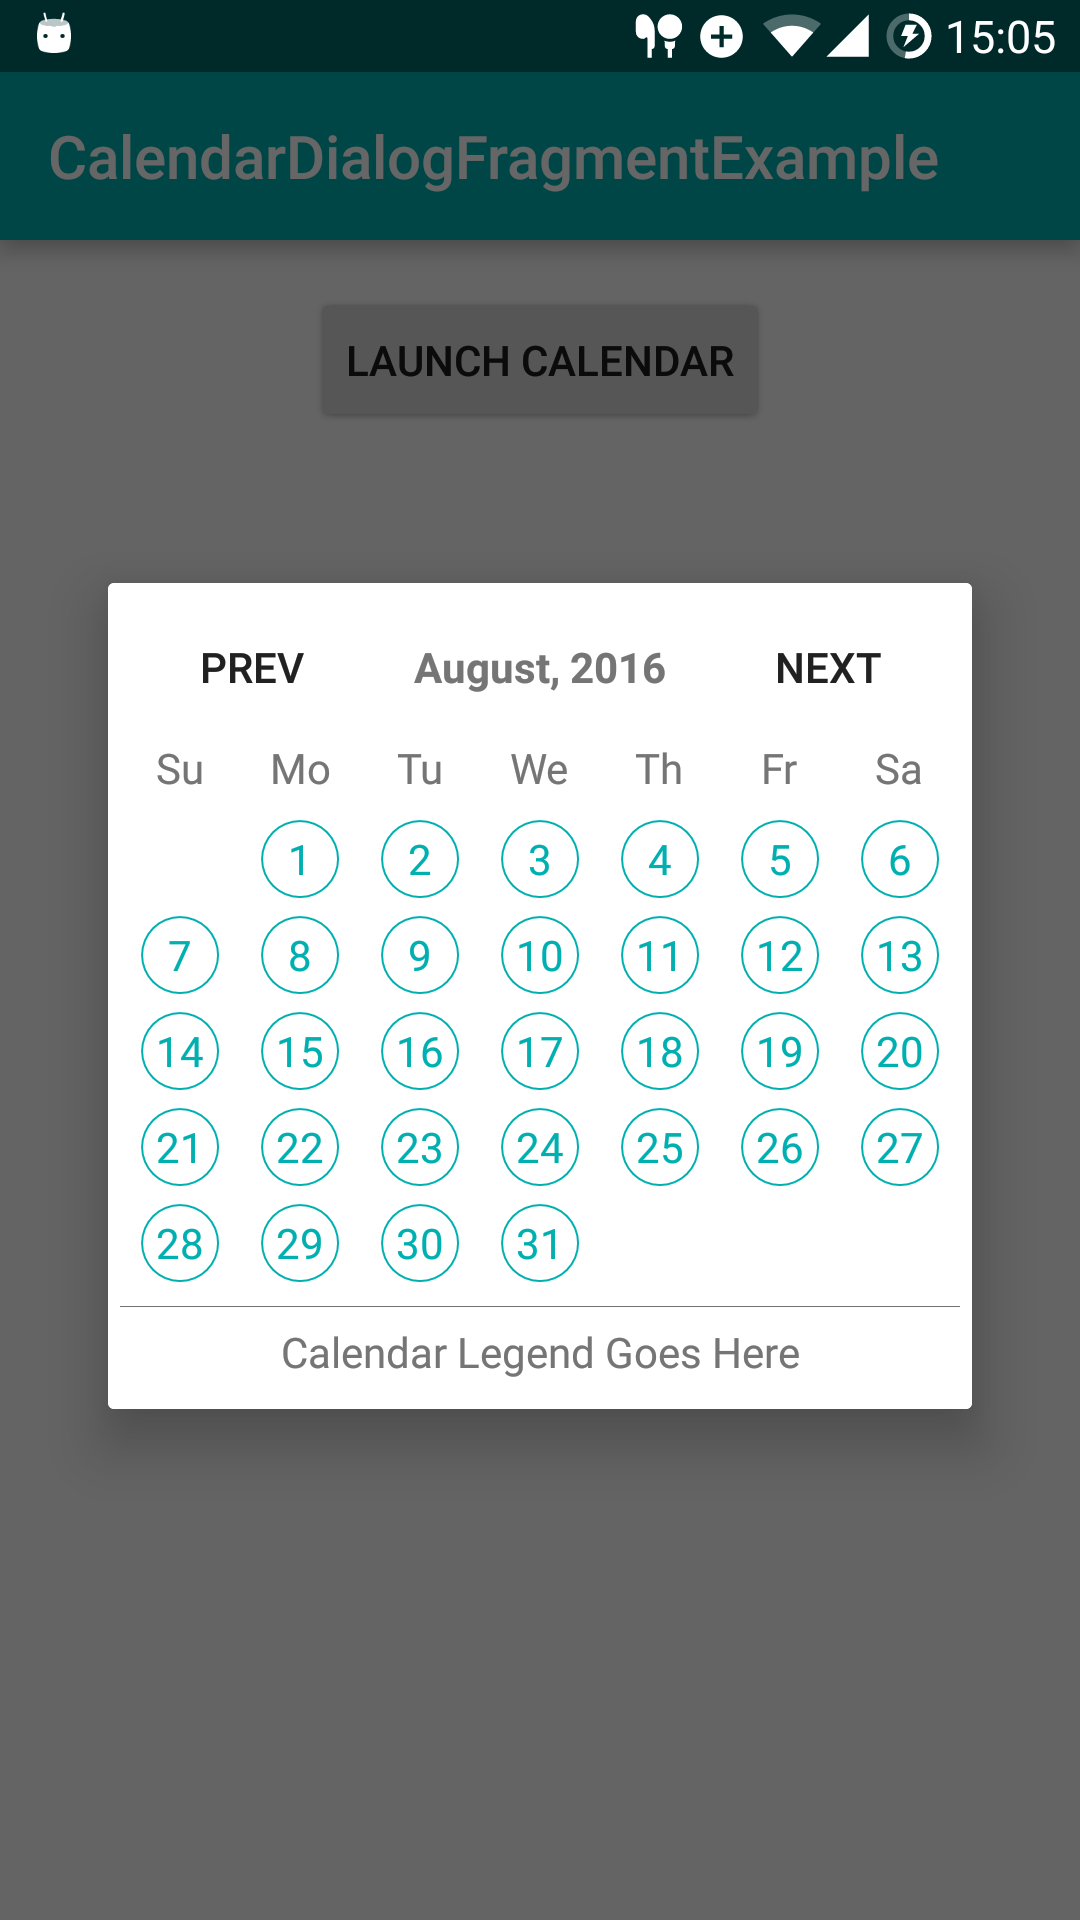 15:05
CalendarDialogFragmentExample
LAUNCH CALENDAR
PREV August, 2016 NEXT
Su Mo Tu We Th Fr Sa
1 2 3 4 5 6
7 8 9 10 11 12 13
14 15 16 17 18 19 20
21 22 23 24 25 26 27
28 29 30 31
Calendar Legend Goes Here